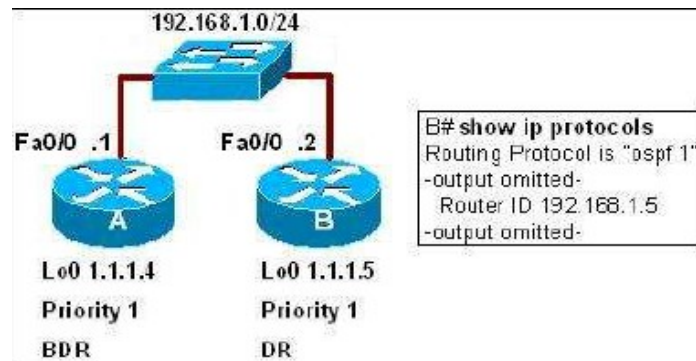 192.168.1.0/24
Fa0/0 .1
Fa0/0 .2
A
B
Lo0 1.1.1.4
Priority 1
BDR
Lo0 1.1.1.5
Priority 1
DR
B# show ip protocols
Routing Protocol is "ospf 1"
-output omitted-
Router ID 192.168.1.5
-output omitted-